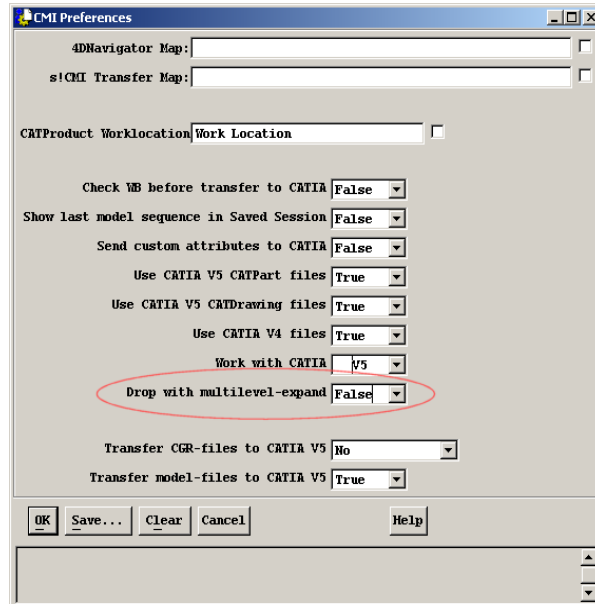 CMI Preferences
4DNavigator Map:
s!CMI Transfer Map:
CATProduct Worklocation Work Location
Check WB before transfer to CATIA False
Show last model sequence in Saved Session False
Send custom attributes to CATIA False
Use CATIA V5 CATPart files True
Use CATIA V5 CATDrawing files True
Use CATIA V4 files True
Work with CATIA V5
Drop with multilevel-expand False
Transfer CGR-files to CATIA V5 No
Transfer model-files to CATIA V5 True
OK Save... Clear Cancel Help